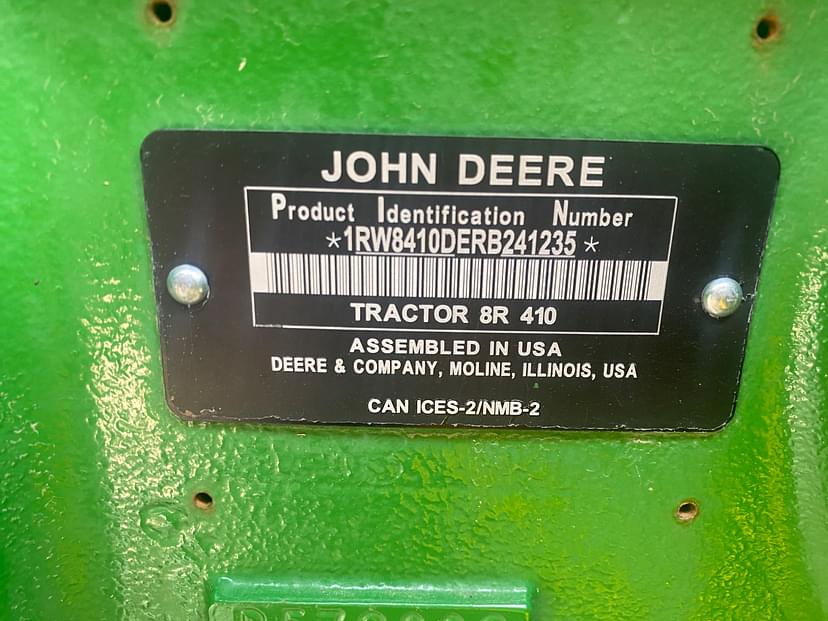 JOHN DEERE
Product Identification Number
*1RW8410DERB241235*
TRACTOR 8R 410
ASSEMBLED IN USA
DEERE & COMPANY, MOLINE, ILLINOIS, USA
CAN ICES-2/NMB-2